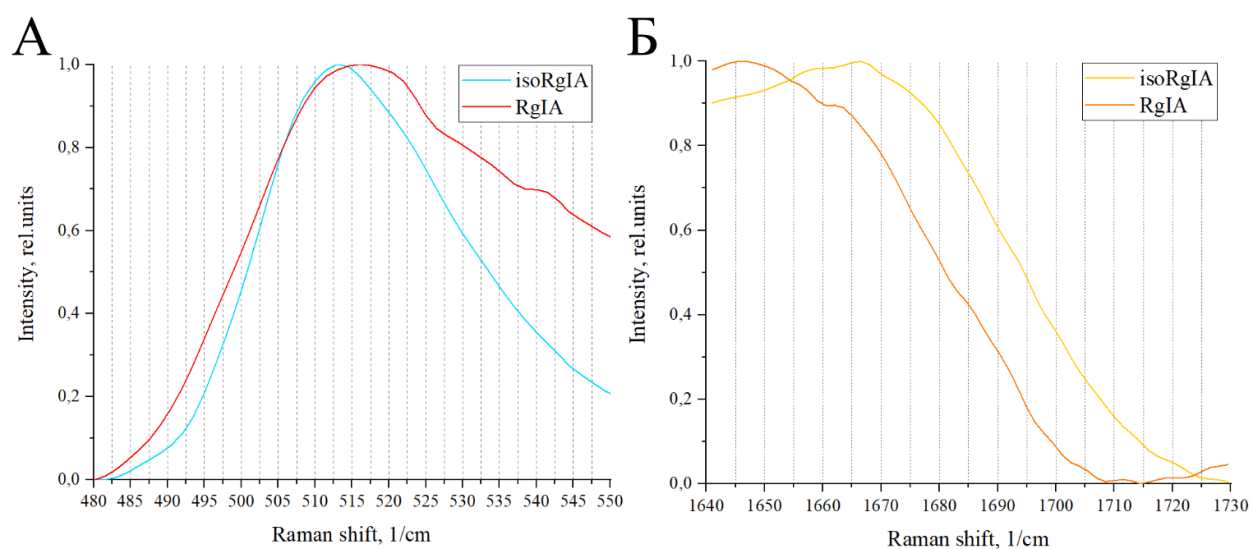 А
1,0
0,8
0,6
0,4
0,2
0,0
Intensity, rel.units
480 485 490 495 500 505 510 515 520 525 530 535 540 545 550
Raman shift, 1/cm
isoRgIA
RgIA
Б
1,0
0,8
0,6
0,4
0,2
0,0
Intensity, rel.units
1640 1650 1660 1670 1680 1690 1700 1710 1720 1730
Raman shift, 1/cm
isoRgIA
RgIA